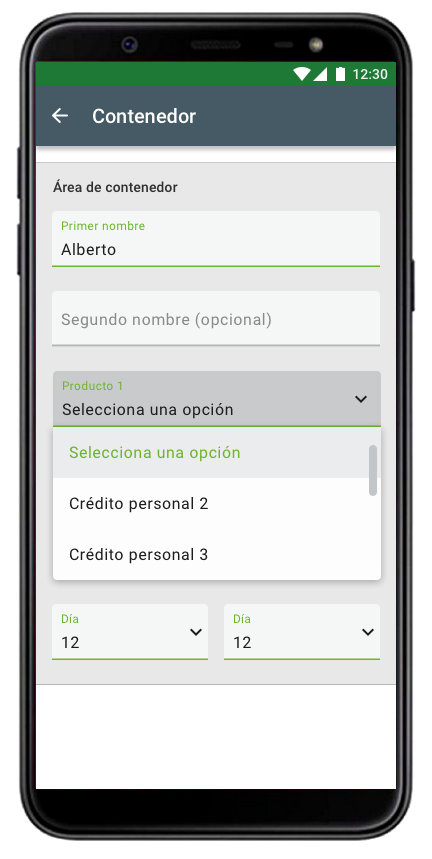 12:30
Contenedor
Área de contenedor
Primer nombre
Alberto
Segundo nombre (opcional)
Producto 1
Selecciona una opción
Selecciona una opción
Crédito personal 2
Crédito personal 3
Día
12
Día
12